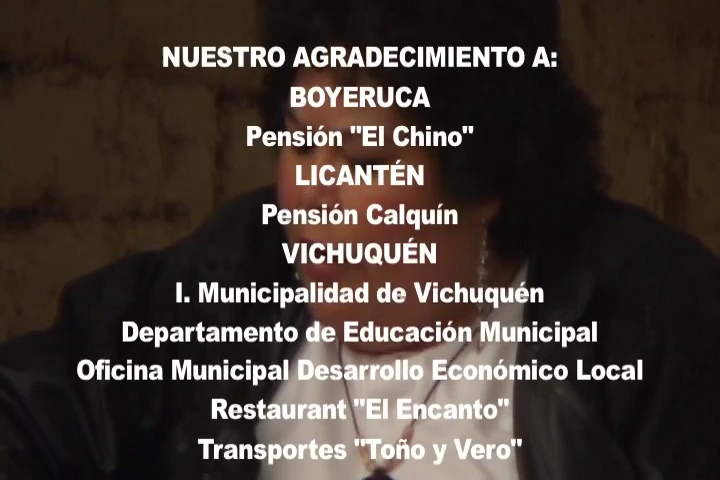 NUESTRO AGRADECIMIENTO A:
BOYERUCA
Pensión "El Chino"
LICANTÉN
Pensión Calquín
VICHUQUÉN
I. Municipalidad de Vichuquén
Departamento de Educación Municipal
Oficina Municipal Desarrollo Económico Local
Restaurant "El Encanto"
Transportes "Toño y Vero"